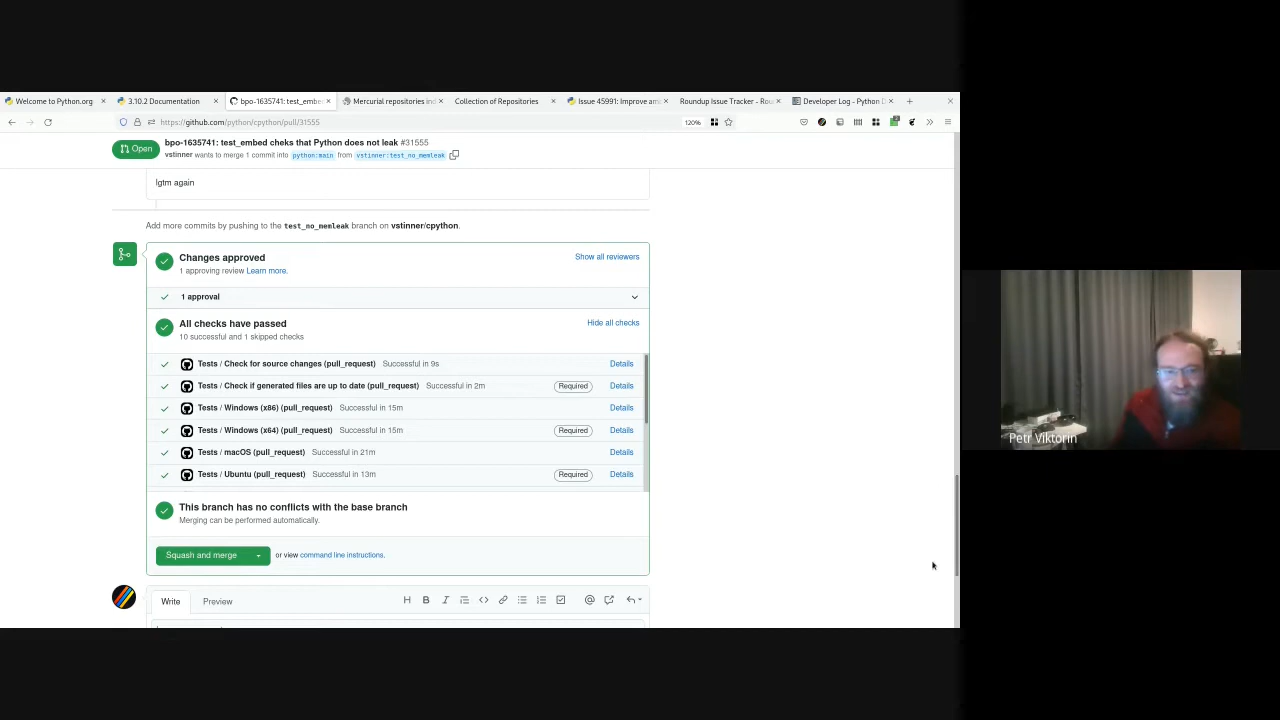 Welcome to Python.org
3.10.2 Documentation
bpo-1635741: test_embe
Mercurial repositories ind
Collection of Repositories
Issue 45991: Improve am
Roundup Issue Tracker - Rou
Developer Log - Python D
https://github.com/python/cpython/pull/31555
120%
Open
bpo-1635741: test_embed cheks that Python does not leak #31555
vstinner wants to merge 1 commit into python:main from vstinner:test_no_memleak
lgtm again
Add more commits by pushing to the test_no_memleak branch on vstinner/cpython.
Changes approved
Show all reviewers
1 approving review Learn more.
1 approval
All checks have passed
Hide all checks
10 successful and 1 skipped checks
Tests / Check for source changes (pull_request) Successful in 9s Details
Tests / Check if generated files are up to date (pull_request) Successful in 2m Required Details
Tests / Windows (x86) (pull_request) Successful in 15m Details
Tests / Windows (x64) (pull_request) Successful in 15m Required Details
Tests / macOS (pull_request) Successful in 21m Details
Tests / Ubuntu (pull_request) Successful in 13m Required Details
This branch has no conflicts with the base branch
Merging can be performed automatically.
Squash and merge or view command line instructions.
Write Preview
Petr Viktorin